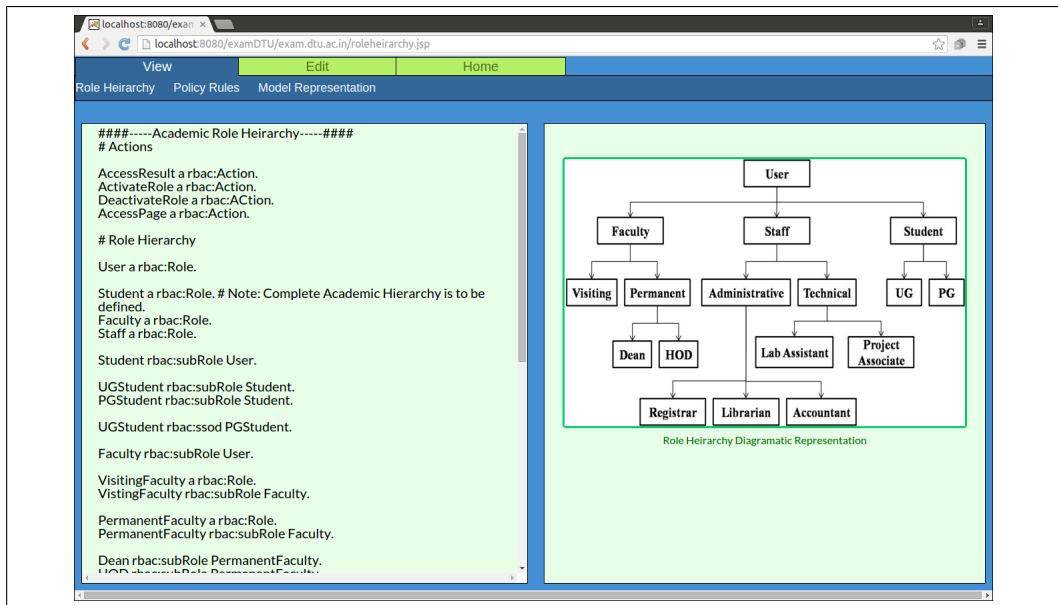 localhost:8080/exam ×
localhost:8080/examDTU/exam.dtu.ac.in/roleheirarchy.jsp
View Edit Home
Role Heirarchy Policy Rules Model Representation
####-----Academic Role Heirarchy-----####
# Actions
AccessResult a rbac:Action.
ActivateRole a rbac:Action.
DeactivateRole a rbac:ACtion.
AccessPage a rbac:Action.
# Role Hierarchy
User a rbac:Role.
Student a rbac:Role. # Note: Complete Academic Hierarchy is to be
defined.
Faculty a rbac:Role.
Staff a rbac:Role.
Student rbac:subRole User.
UGStudent rbac:subRole Student.
PGStudent rbac:subRole Student.
UGStudent rbac:ssod PGStudent.
Faculty rbac:subRole User.
VisitingFaculty a rbac:Role.
VistingFaculty rbac:subRole Faculty.
PermanentFaculty a rbac:Role.
PermanentFaculty rbac:subRole Faculty.
Dean rbac:subRole PermanentFaculty.
HOD rbac:subRole PermanentFaculty.
User
Faculty Staff Student
Visiting Permanent Administrative Technical UG PG
Dean HOD Lab Assistant Project
Associate
Registrar Librarian Accountant
Role Heirarchy Diagramatic Representation